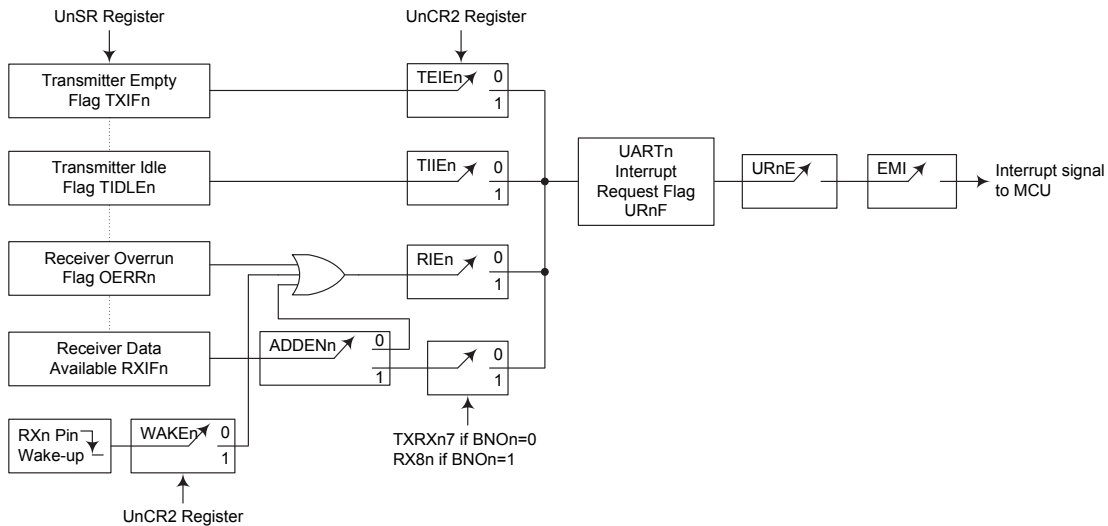 UnSR Register
UnCR2 Register
Transmitter Empty
Flag TXIFn
TEIEn
0
1
Transmitter Idle
Flag TIDLEn
TIIEn
0
1
UARTn
Interrupt
Request Flag
URnF
URnE
EMI
Interrupt signal
to MCU
Receiver Overrun
Flag OERRn
RIEn
0
1
Receiver Data
Available RXIFn
ADDENn
0
1
0
1
RXn Pin
Wake-up
WAKEn
0
1
TXRXn7 if BNOn=0
RX8n if BNOn=1
UnCR2 Register